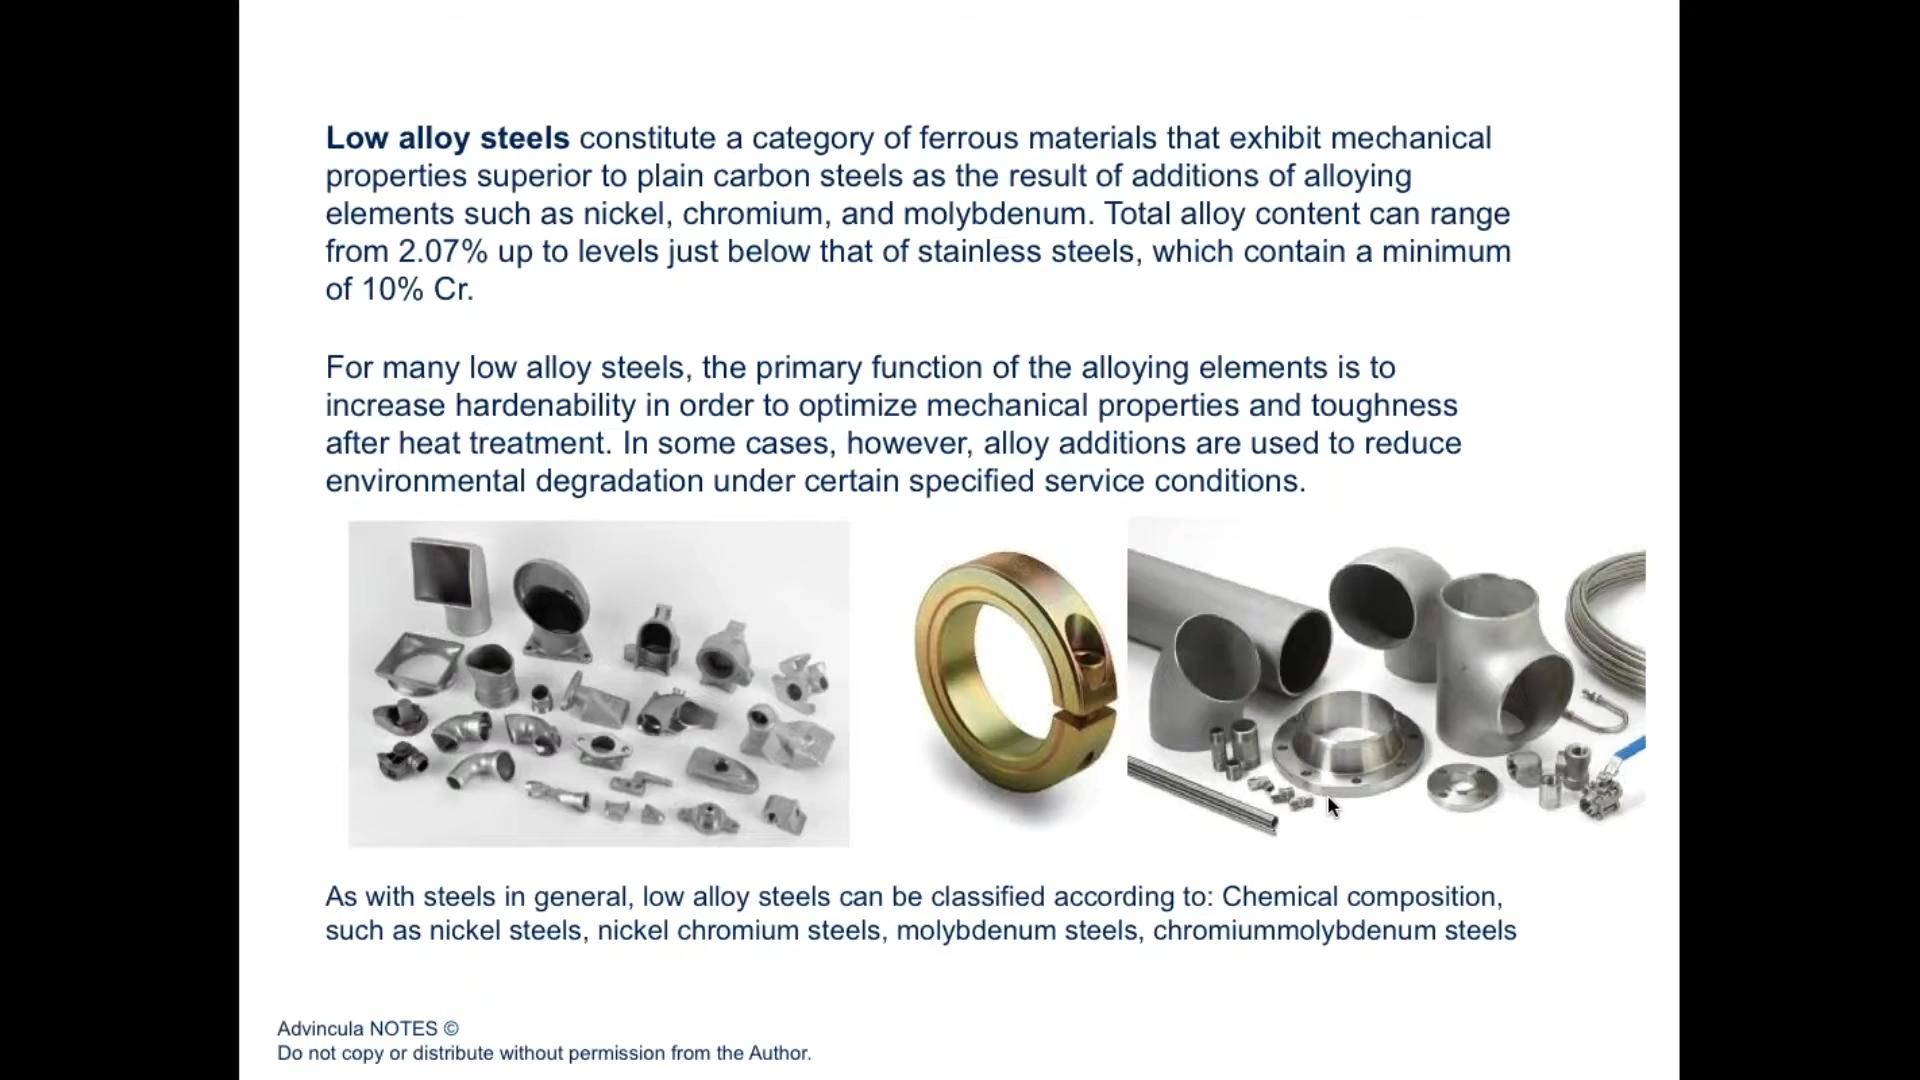 Low alloy steels constitute a category of ferrous materials that exhibit mechanical
properties superior to plain carbon steels as the result of additions of alloying
elements such as nickel, chromium, and molybdenum. Total alloy content can range
from 2.07% up to levels just below that of stainless steels, which contain a minimum
of 10% Cr.
For many low alloy steels, the primary function of the alloying elements is to
increase hardenability in order to optimize mechanical properties and toughness
after heat treatment. In some cases, however, alloy additions are used to reduce
environmental degradation under certain specified service conditions.
As with steels in general, low alloy steels can be classified according to: Chemical composition,
such as nickel steels, nickel chromium steels, molybdenum steels, chromiummolybdenum steels
Advincula NOTES ©
Do not copy or distribute without permission from the Author.